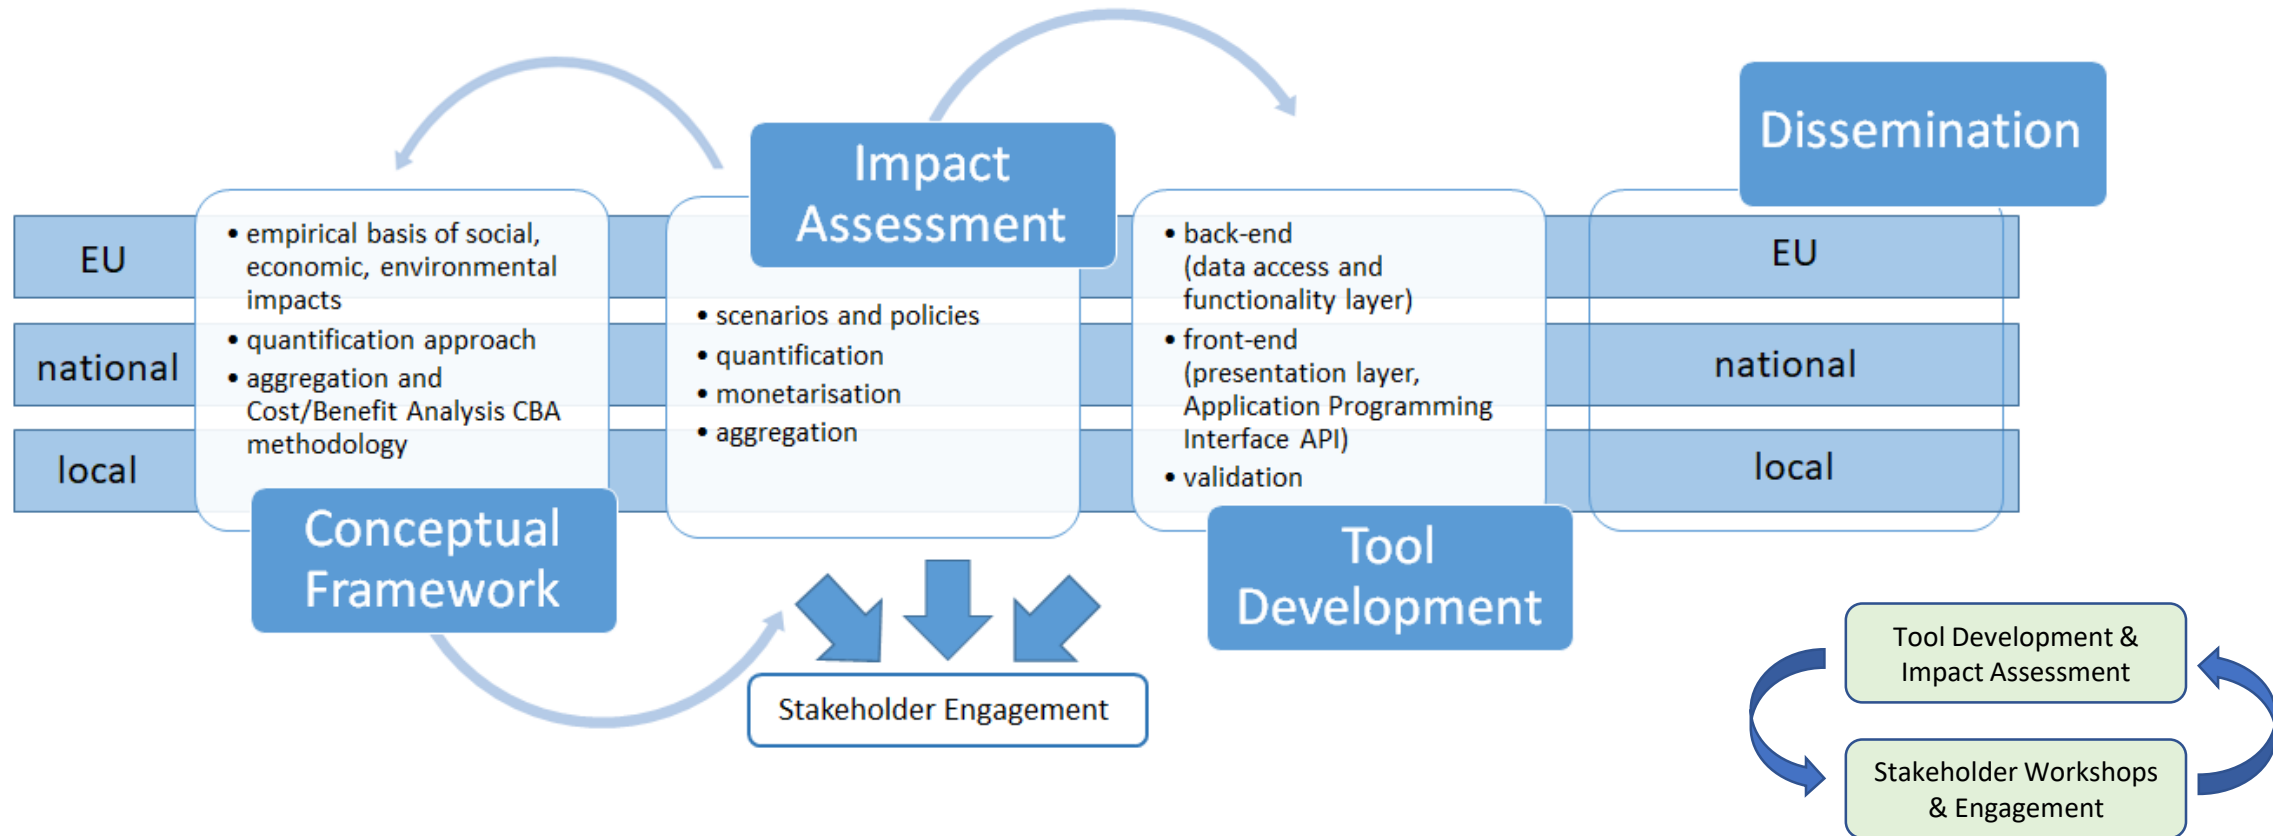 EU
national
local
• empirical basis of social,
economic, environmental
impacts
• quantification approach
• aggregation and
Cost/Benefit Analysis CBA
methodology
Conceptual
Framework
Impact
Assessment
• scenarios and policies
• quantification
• monetarisation
• aggregation
Stakeholder Engagement
• back-end
(data access and
functionality layer)
• front-end
(presentation layer,
Application Programming
Interface API)
• validation
Tool
Development
Dissemination
EU
national
local
Tool Development &
Impact Assessment
Stakeholder Workshops
& Engagement